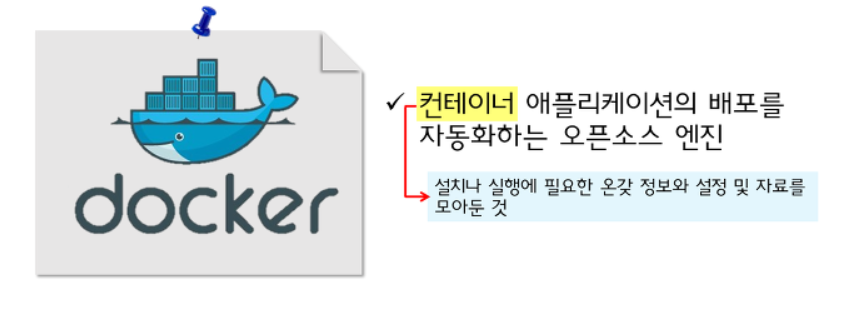 docker
✓ 컨테이너 애플리케이션의 배포를
자동화하는 오픈소스 엔진
설치나 실행에 필요한 온갖 정보와 설정 및 자료를
모아둔 것